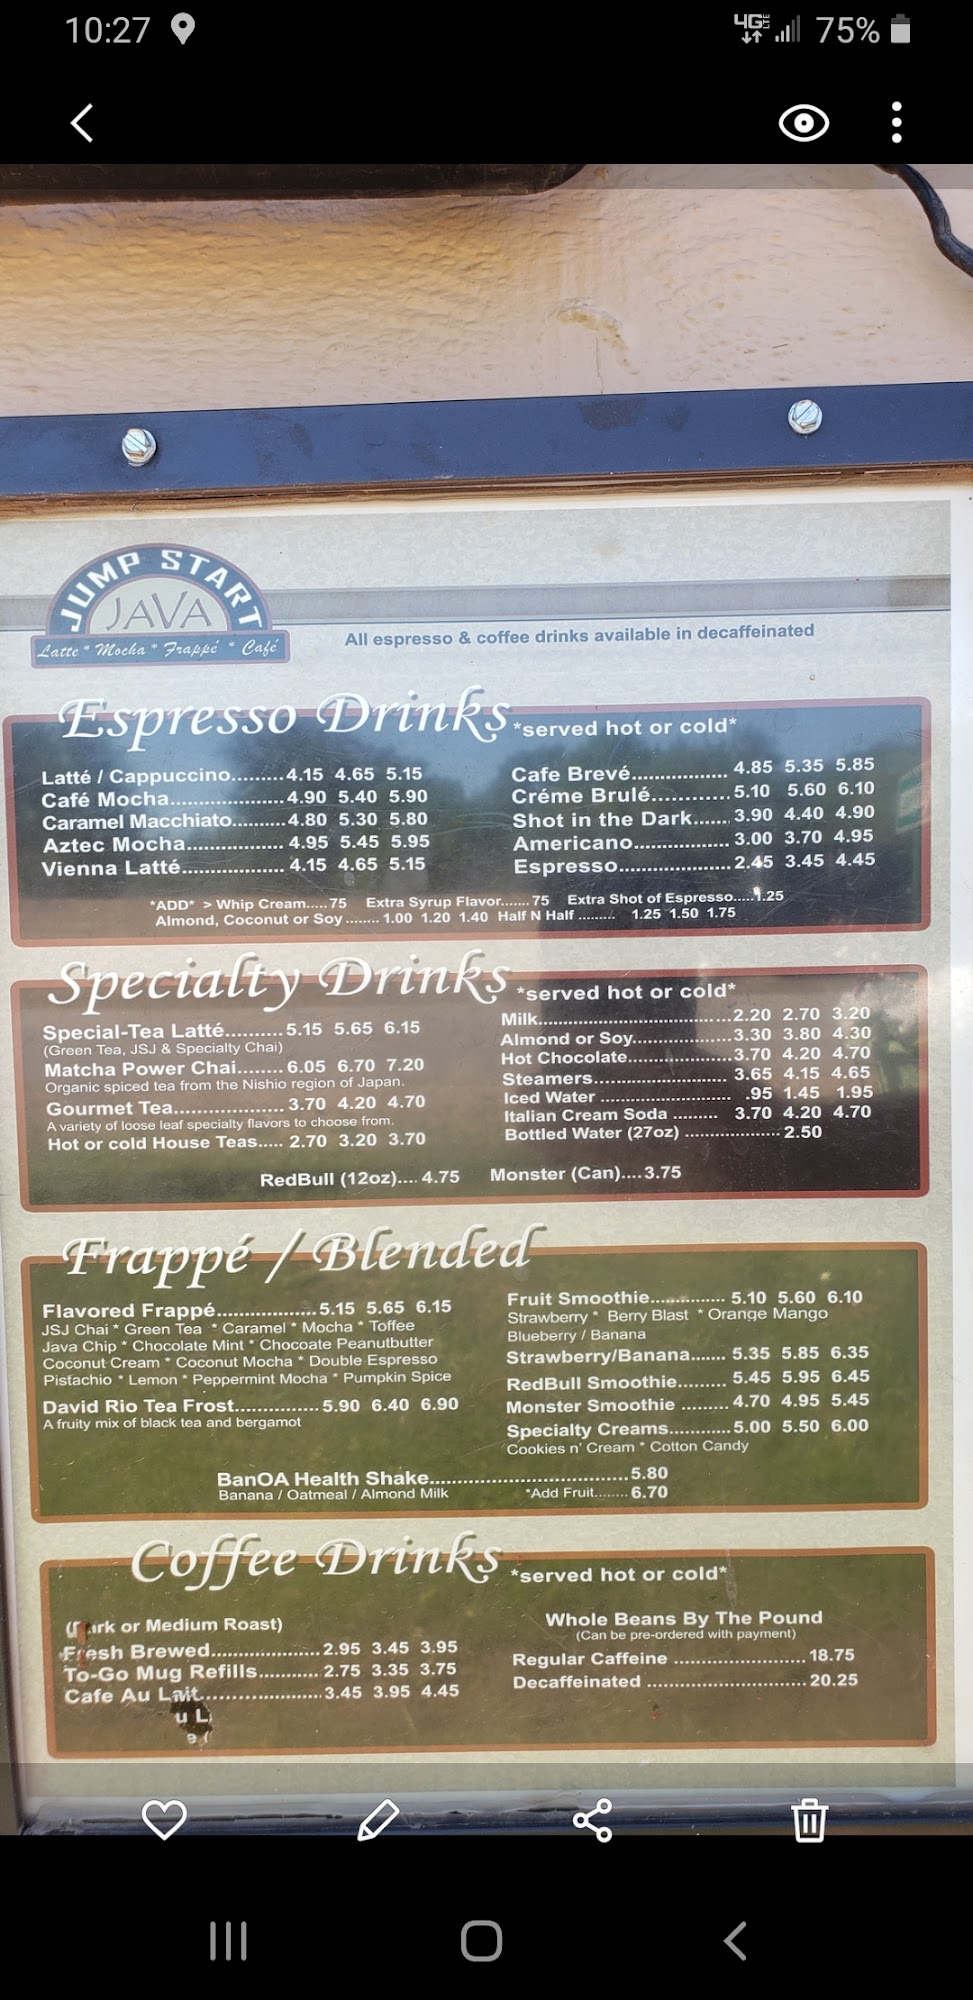 10:27
4G LTE 75%
JUMP START
JAVA
Latte * Mocha * Frappé * Café
All espresso & coffee drinks available in decaffeinated
Espresso Drinks *served hot or cold*
Latté / Cappuccino.........4.15 4.65 5.15
Café Mocha....................4.90 5.40 5.90
Caramel Macchiato.........4.80 5.30 5.80
Aztec Mocha.................4.95 5.45 5.95
Vienna Latté..................4.15 4.65 5.15
Cafe Brevé.................4.85 5.35 5.85
Créme Brulé............5.10 5.60 6.10
Shot in the Dark......3.90 4.40 4.90
Americano.................3.00 3.70 4.95
Espresso....................2.45 3.45 4.45
*ADD* > Whip Cream.....75 Extra Syrup Flavor.......75 Extra Shot of Espresso.....1.25
Almond, Coconut or Soy........1.00 1.20 1.40 Half N Half ......... 1.25 1.50 1.75
Specialty Drinks *served hot or cold*
Special-Tea Latté..........5.15 5.65 6.15
(Green Tea, JSJ & Specialty Chai)
Matcha Power Chai........6.05 6.70 7.20
Organic spiced tea from the Nishio region of Japan.
Gourmet Tea...................3.70 4.20 4.70
A variety of loose leaf specialty flavors to choose from.
Hot or cold House Teas..... 2.70 3.20 3.70
Milk...................................2.20 2.70 3.20
Almond or Soy..................3.30 3.80 4.30
Hot Chocolate...................3.70 4.20 4.70
Steamers........................ 3.65 4.15 4.65
Iced Water ........................ .95 1.45 1.95
Italian Cream Soda ........ 3.70 4.20 4.70
Bottled Water (27oz) ..................2.50
RedBull (12oz).... 4.75 Monster (Can)....3.75
Frappé / Blended
Flavored Frappé..................5.15 5.65 6.15
JSJ Chai * Green Tea * Caramel * Mocha * Toffee
Java Chip * Chocolate Mint * Chocoate Peanutbutter
Coconut Cream * Coconut Mocha * Double Espresso
Pistachio * Lemon * Peppermint Mocha * Pumpkin Spice
David Rio Tea Frost...............5.90 6.40 6.90
A fruity mix of black tea and bergamot
Fruit Smoothie.............. 5.10 5.60 6.10
Strawberry * Berry Blast * Orange Mango
Blueberry / Banana
Strawberry/Banana....... 5.35 5.85 6.35
RedBull Smoothie......... 5.45 5.95 6.45
Monster Smoothie ......... 4.70 4.95 5.45
Specialty Creams............5.00 5.50 6.00
Cookies n' Cream * Cotton Candy
BanOA Health Shake.....................................5.80
Banana / Oatmeal / Almond Milk *Add Fruit........6.70
Coffee Drinks *served hot or cold*
or Medium Roast)
Fresh Brewed....................2.95 3.45 3.95
To-Go Mug Refills...........2.75 3.35 3.75
Cafe Au Lait......................3.45 3.95 4.45
u L
Whole Beans By The Pound
(Can be pre-ordered with payment)
Regular Caffeine ........................18.75
Decaffeinated .............................20.25